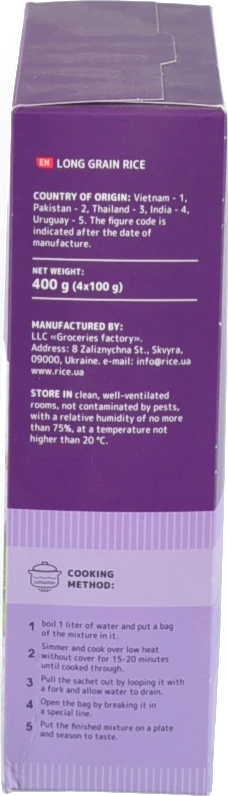 EN LONG GRAIN RICE
COUNTRY OF ORIGIN: Vietnam - 1,
Pakistan - 2, Thailand - 3, India - 4,
Uruguay - 5. The figure code is
indicated after the date of
manufacture.
NET WEIGHT:
400 g (4x100 g)
MANUFACTURED BY:
LLC «Groceries factory».
Address: 8 Zaliznychna St., Skvyra,
09000, Ukraine. e-mail: info@rice.ua
www.rice.ua
STORE IN clean, well-ventilated
rooms, not contaminated by pests,
with a relative humidity of no more
than 75%, at a temperature not
higher than 20 °C.
COOKING
METHOD:
1 boil 1 liter of water and put a bag
of the mixture in it.
2 Simmer and cook over low heat
without cover for 15-20 minutes
until cooked through.
3 Pull the sachet out by looping it with
a fork and allow water to drain.
4 Open the bag by breaking it in
a special line.
5 Put the finished mixture on a plate
and season to taste.